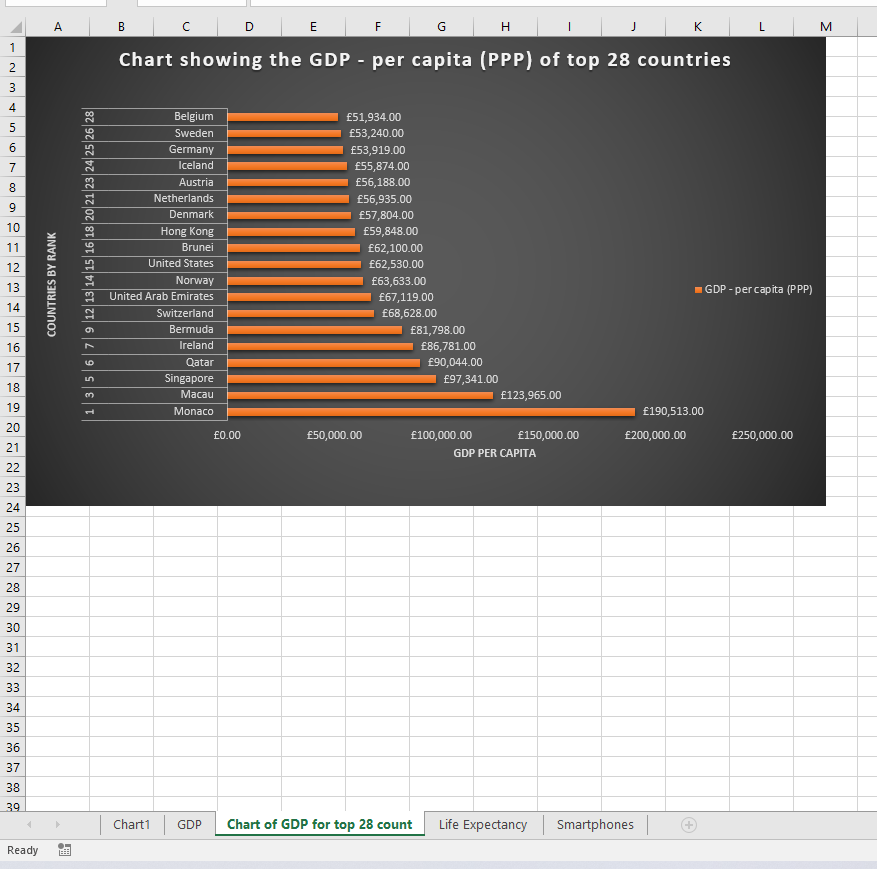 A B C D E F G H I J K L M
1
2
3
4
5
6
7
8
9
10
11
12
13
14
15
16
17
18
19
20
21
22
23
24
25
26
27
28
29
30
31
32
33
34
35
36
37
38
39
Chart showing the GDP - per capita (PPP) of top 28 countries
COUNTRIES BY RANK
28 Belgium £51,934.00
26 Sweden £53,240.00
25 Germany £53,919.00
24 Iceland £55,874.00
23 Austria £56,188.00
21 Netherlands £56,935.00
20 Denmark £57,804.00
18 Hong Kong £59,848.00
16 Brunei £62,100.00
15 United States £62,530.00
14 Norway £63,633.00
13 United Arab Emirates £67,119.00
12 Switzerland £68,628.00
9 Bermuda £81,798.00
7 Ireland £86,781.00
6 Qatar £90,044.00
5 Singapore £97,341.00
3 Macau £123,965.00
1 Monaco £190,513.00
GDP - per capita (PPP)
£0.00 £50,000.00 £100,000.00 £150,000.00 £200,000.00 £250,000.00
GDP PER CAPITA
Chart1 GDP Chart of GDP for top 28 count Life Expectancy Smartphones
Ready